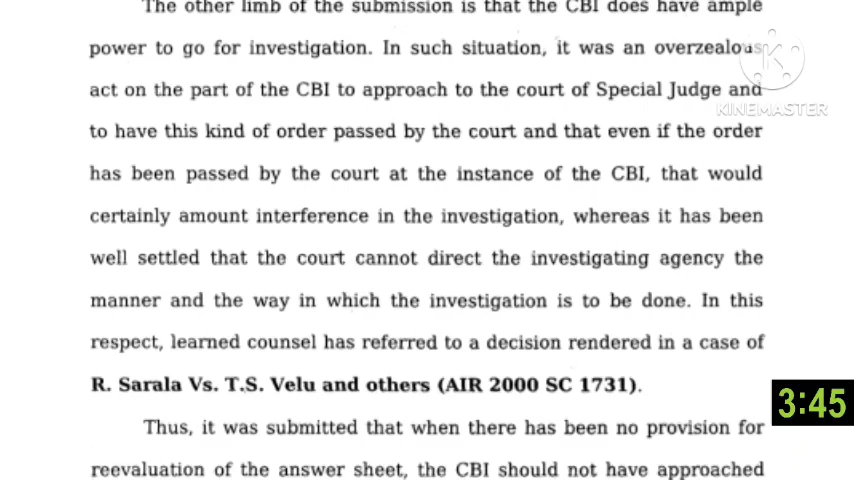 The other limb of the submission is that the CBI does have ample
power to go for investigation. In such situation, it was an overzealous
act on the part of the CBI to approach to the court of Special Judge and
to have this kind of order passed by the court and that even if the order
has been passed by the court at the instance of the CBI, that would
certainly amount interference in the investigation, whereas it has been
well settled that the court cannot direct the investigating agency the
manner and the way in which the investigation is to be done. In this
respect, learned counsel has referred to a decision rendered in a case of
R. Sarala Vs. T.S. Velu and others (AIR 2000 SC 1731).
Thus, it was submitted that when there has been no provision for
reevaluation of the answer sheet, the CBI should not have approached
KINEMASTER
3:45